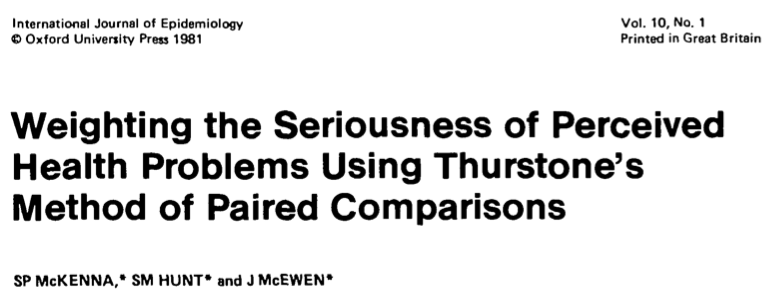 International Journal of Epidemiology
© Oxford University Press 1981
Vol. 10, No. 1
Printed in Great Britain
Weighting the Seriousness of Perceived
Health Problems Using Thurstone's
Method of Paired Comparisons
SP McKENNA,* SM HUNT* and J McEWEN*